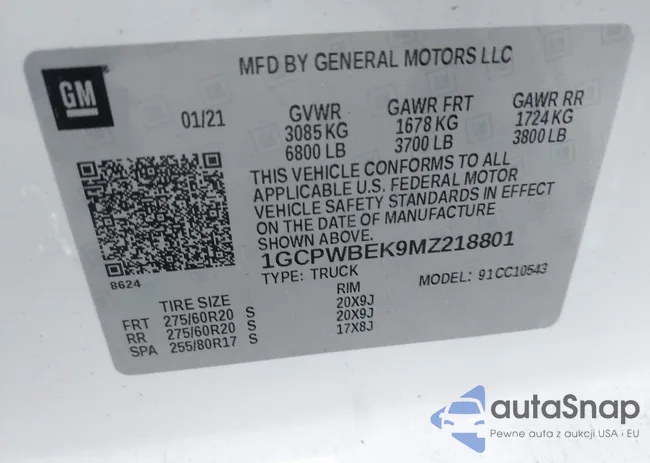 GM
MFD BY GENERAL MOTORS LLC
01/21
GVWR
3085 KG
6800 LB
GAWR FRT
1678 KG
3700 LB
GAWR RR
1724 KG
3800 LB
THIS VEHICLE CONFORMS TO ALL
APPLICABLE U.S. FEDERAL MOTOR
VEHICLE SAFETY STANDARDS IN EFFECT
ON THE DATE OF MANUFACTURE
SHOWN ABOVE.
1GCPWBEK9MZ218801
TYPE: TRUCK
MODEL: 91CC10543
8624
TIRE SIZE RIM
FRT 275/60R20 S 20X9J
RR 275/60R20 S 20X9J
SPA 255/80R17 S 17X8J
autaSnap
Pewne auta z aukcji USA i EU